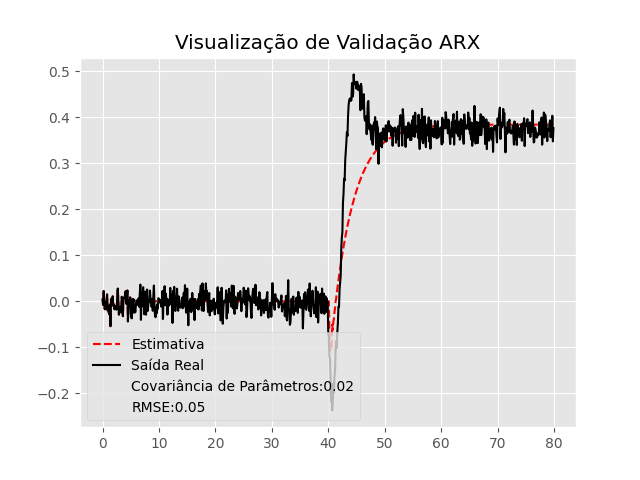 Visualização de Validação ARX
0.5
0.4
0.3
0.2
0.1
0.0
−0.1
−0.2
Estimativa
Saída Real
Covariância de Parâmetros:0.02
RMSE:0.05
0 10 20 30 40 50 60 70 80